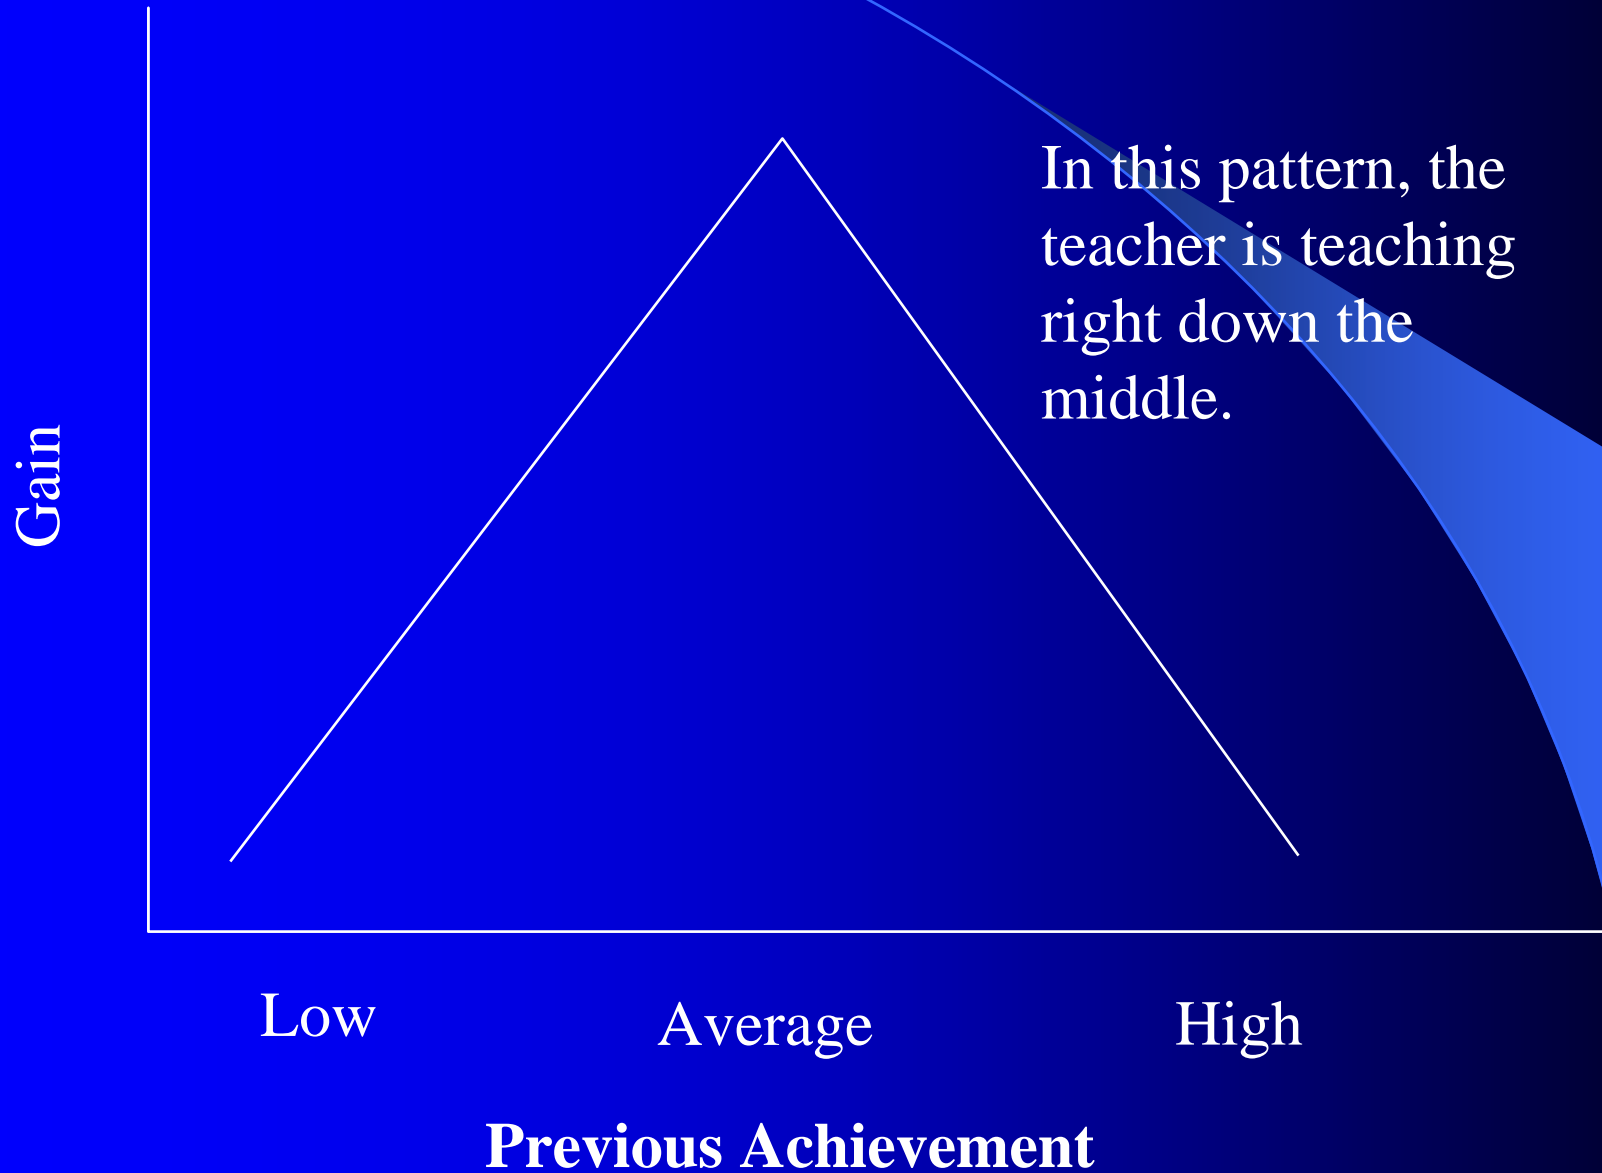 In this pattern, the
teacher is teaching
right down the
middle.
Gain
Low
Average
High
Previous Achievement